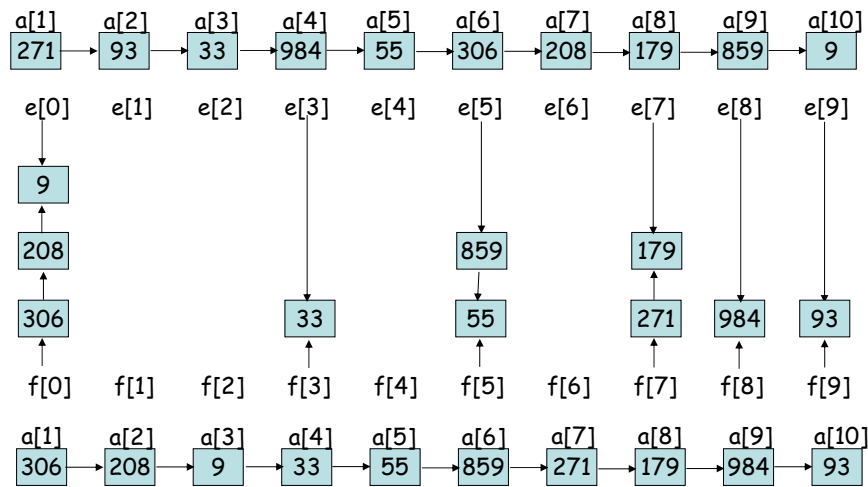 a[1] a[2] a[3] a[4] a[5] a[6] a[7] a[8] a[9] a[10]
271 93 33 984 55 306 208 179 859 9
e[0] e[1] e[2] e[3] e[4] e[5] e[6] e[7] e[8] e[9]
9
208 859 179
306 33 55 271 984 93
f[0] f[1] f[2] f[3] f[4] f[5] f[6] f[7] f[8] f[9]
a[1] a[2] a[3] a[4] a[5] a[6] a[7] a[8] a[9] a[10]
306 208 9 33 55 859 271 179 984 93